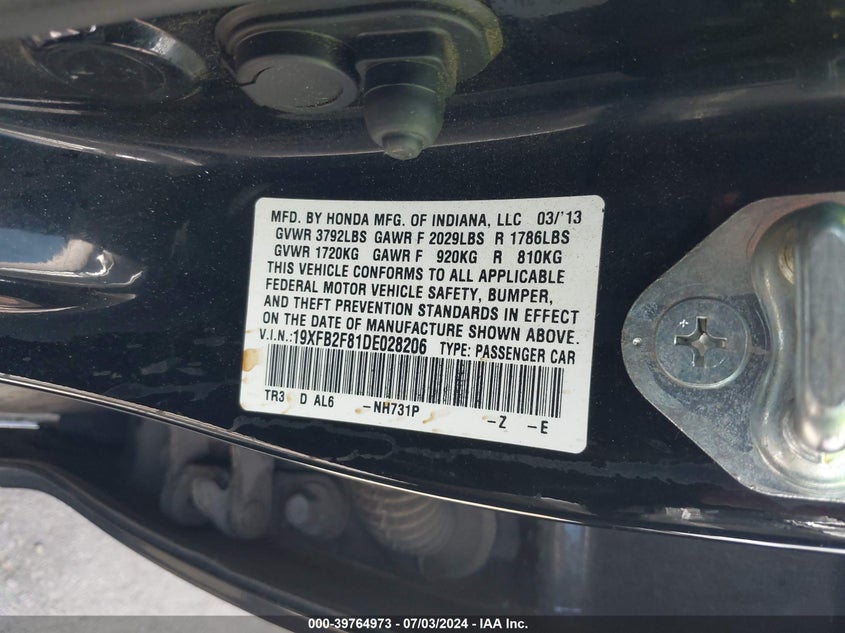 MFD. BY HONDA MFG. OF INDIANA, LLC 03/'13
GVWR 3792LBS GAWR F 2029LBS R 1786LBS
GVWR 1720KG GAWR F 920KG R 810KG
THIS VEHICLE CONFORMS TO ALL APPLICABLE
FEDERAL MOTOR VEHICLE SAFETY, BUMPER,
AND THEFT PREVENTION STANDARDS IN EFFECT
ON THE DATE OF MANUFACTURE SHOWN ABOVE.
V.I.N.:19XFB2F81DE028206 TYPE: PASSENGER CAR
TR3 D AL6 -NH731P -Z -E
000-39764973 - 07/03/2024 - IAA Inc.